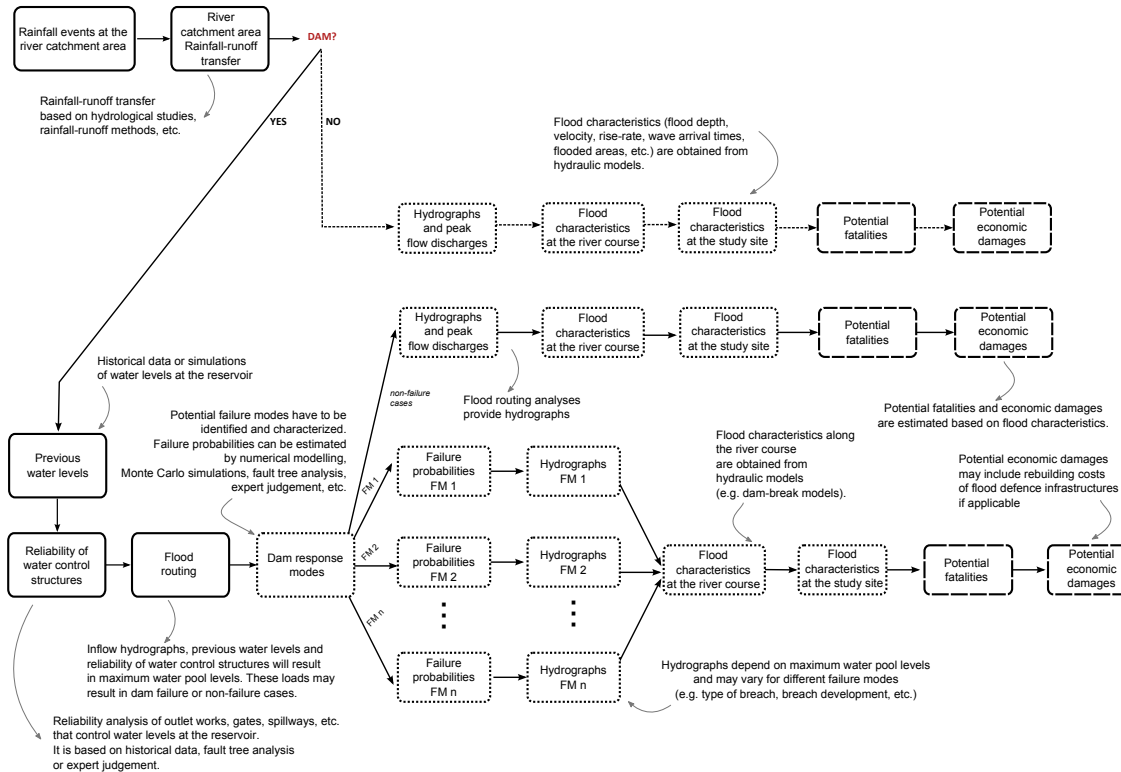 Rainfall events at the
river catchment area
River
catchment area
Rainfall-runoff
transfer
DAM?
Rainfall-runoff transfer
based on hydrological studies,
rainfall-runoff methods, etc.
YES
NO
Flood characteristics (flood depth,
velocity, rise-rate, wave arrival times,
flooded areas, etc.) are obtained from
hydraulic models.
Hydrographs
and peak
flow discharges
Flood
characteristics
at the river course
Flood
characteristics
at the study site
Potential
fatalities
Potential
economic
damages
Hydrographs
and peak
flow discharges
Flood
characteristics
at the river course
Flood
characteristics
at the study site
Potential
fatalities
Potential
economic
damages
Historical data or simulations
of water levels at the reservoir
non-failure
cases
Flood routing analyses
provide hydrographs
Potential fatalities and economic damages
are estimated based on flood characteristics.
Potential failure modes have to be
identified and characterized.
Failure probabilities can be estimated
by numerical modelling,
Monte Carlo simulations, fault tree analysis,
expert judgement, etc.
Flood characteristics along
the river course
are obtained from
hydraulic models
(e.g. dam-break models).
Potential economic damages
may include rebuilding costs
of flood defence infrastructures
if applicable
Previous
water levels
FM 1
Failure
probabilities
FM 1
Hydrographs
FM 1
Reliability of
water control
structures
Flood
routing
Dam response
modes
FM 2
Failure
probabilities
FM 2
Hydrographs
FM 2
Flood
characteristics
at the river course
Flood
characteristics
at the study site
Potential
fatalities
Potential
economic
damages
FM n
Failure
probabilities
FM n
Hydrographs
FM n
Inflow hydrographs, previous water levels and
reliability of water control structures will result
in maximum water pool levels. These loads may
result in dam failure or non-failure cases.
Hydrographs depend on maximum water pool levels
and may vary for different failure modes
(e.g. type of breach, breach development, etc.)
Reliability analysis of outlet works, gates, spillways, etc.
that control water levels at the reservoir.
It is based on historical data, fault tree analysis
or expert judgement.